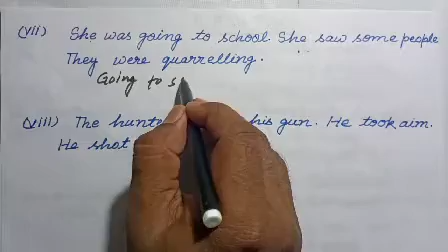 (vii) She was going to school. She saw some people
They were quarrelling.
Going to s
(viii) The hunt his gun. He took aim.
He shot